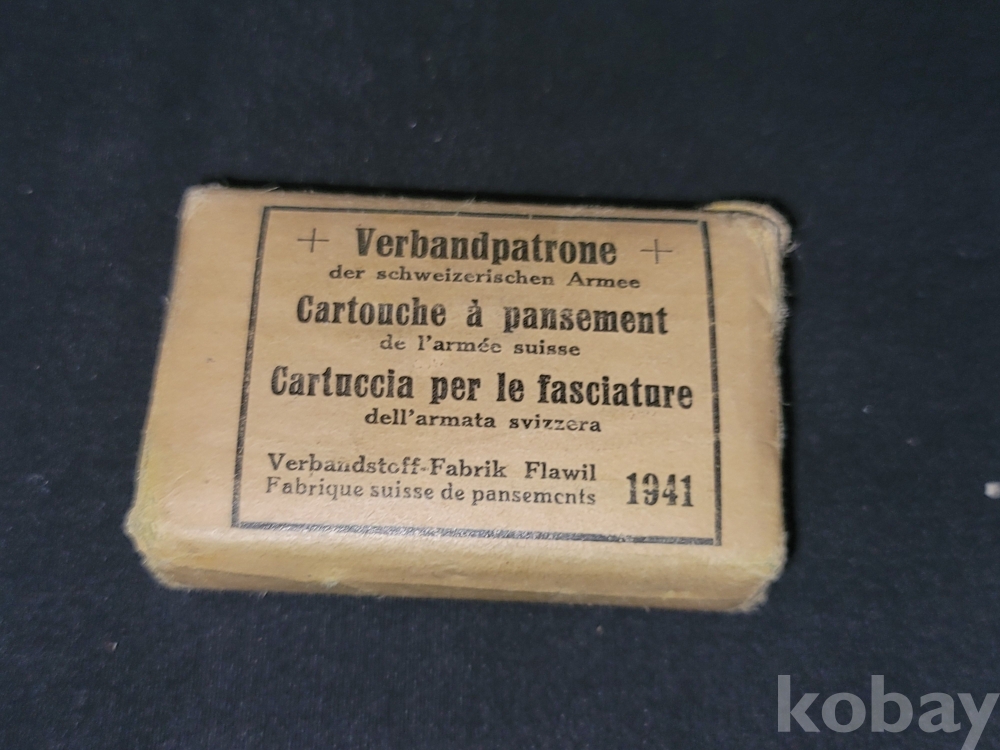 + Verbandpatrone +
der schweizerischen Armee
Cartouche à pansement
de l'armée suisse
Cartuccia per le fasciature
dell'armata svizzera
Verbandstoff-Fabrik Flawil
Fabrique suisse de pansements 1941
kobay